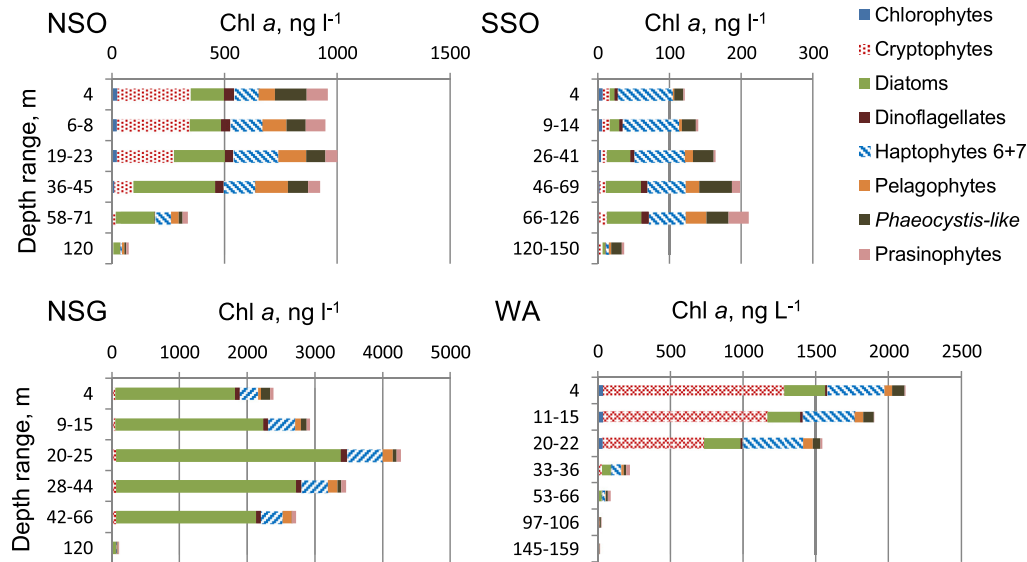 NSO Chl a, ng l-1
0 500 1000 1500
Depth range, m
4
6-8
19-23
36-45
58-71
120
SSO Chl a, ng l-1
0 100 200 300
4
9-14
26-41
46-69
66-126
120-150
Chlorophytes
Cryptophytes
Diatoms
Dinoflagellates
Haptophytes 6+7
Pelagophytes
Phaeocystis-like
Prasinophytes
NSG Chl a, ng l-1
0 1000 2000 3000 4000 5000
Depth range, m
4
9-15
20-25
28-44
42-66
120
WA Chl a, ng L-1
0 500 1000 1500 2000 2500
4
11-15
20-22
33-36
53-66
97-106
145-159